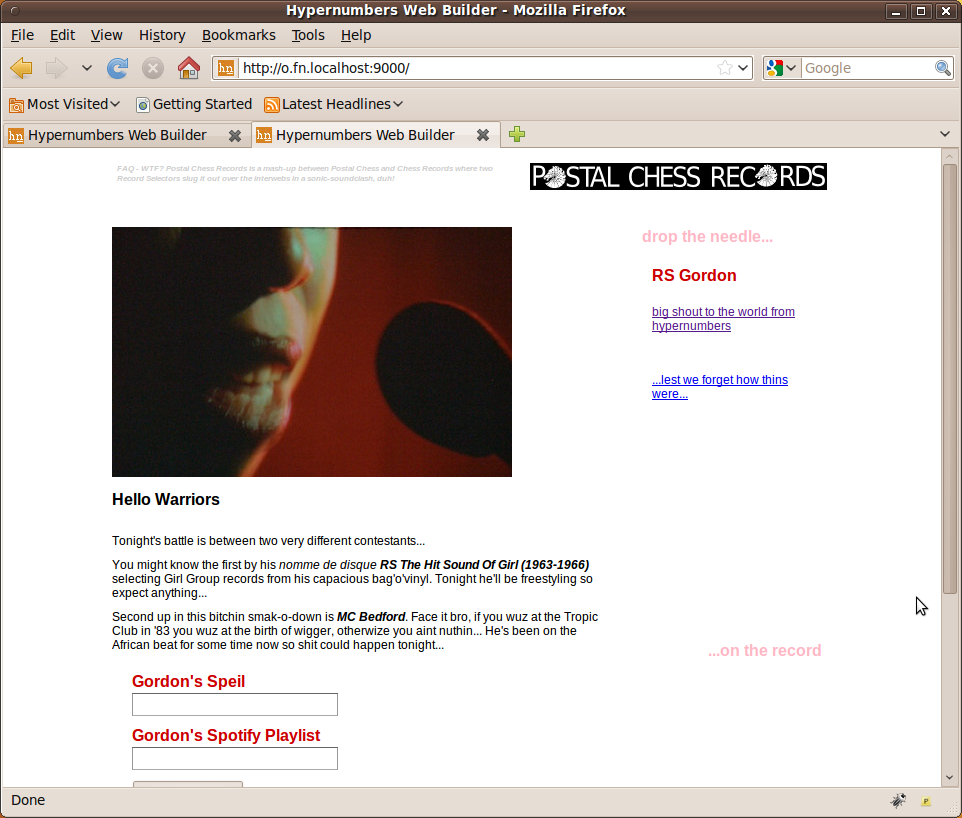 Hypernumbers Web Builder - Mozilla Firefox
File Edit View History Bookmarks Tools Help
hn http://o.fn.localhost:9000/ Google
Most Visited Getting Started Latest Headlines
hn Hypernumbers Web Builder hn Hypernumbers Web Builder
FAQ - WTF? Postal Chess Records is a mash-up between Postal Chess and Chess Records where two
Record Selectors slug it out over the interwebs in a sonic-soundclash, duh!
POSTAL CHESS RECORDS
drop the needle...
RS Gordon
big shout to the world from
hypernumbers
...lest we forget how thins
were...
Hello Warriors
Tonight's battle is between two very different contestants...
You might know the first by his nomme de disque RS The Hit Sound Of Girl (1963-1966)
selecting Girl Group records from his capacious bag'o'vinyl. Tonight he'll be freestyling so
expect anything...
Second up in this bitchin smak-o-down is MC Bedford. Face it bro, if you wuz at the Tropic
Club in '83 you wuz at the birth of wigger, otherwize you aint nuthin... He's been on the
African beat for some time now so shit could happen tonight...
...on the record
Gordon's Speil
Gordon's Spotify Playlist
Done
P